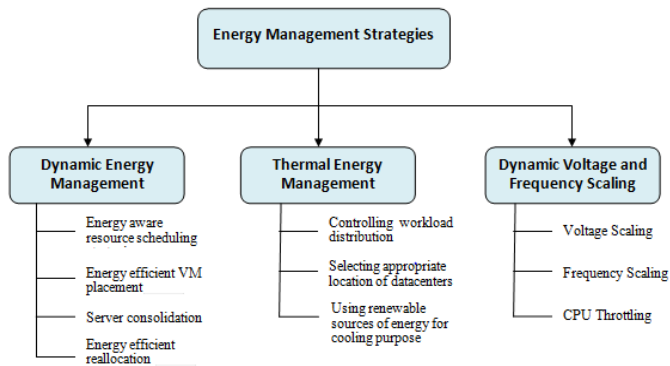 Energy Management Strategies
Dynamic Energy
Management
Thermal Energy
Management
Dynamic Voltage and
Frequency Scaling
Energy aware
resource scheduling
Energy efficient VM
placement
Server consolidation
Energy efficient
reallocation
Controlling workload
distribution
Selecting appropriate
location of datacenters
Using renewable
sources of energy for
cooling purpose
Voltage Scaling
Frequency Scaling
CPU Throttling